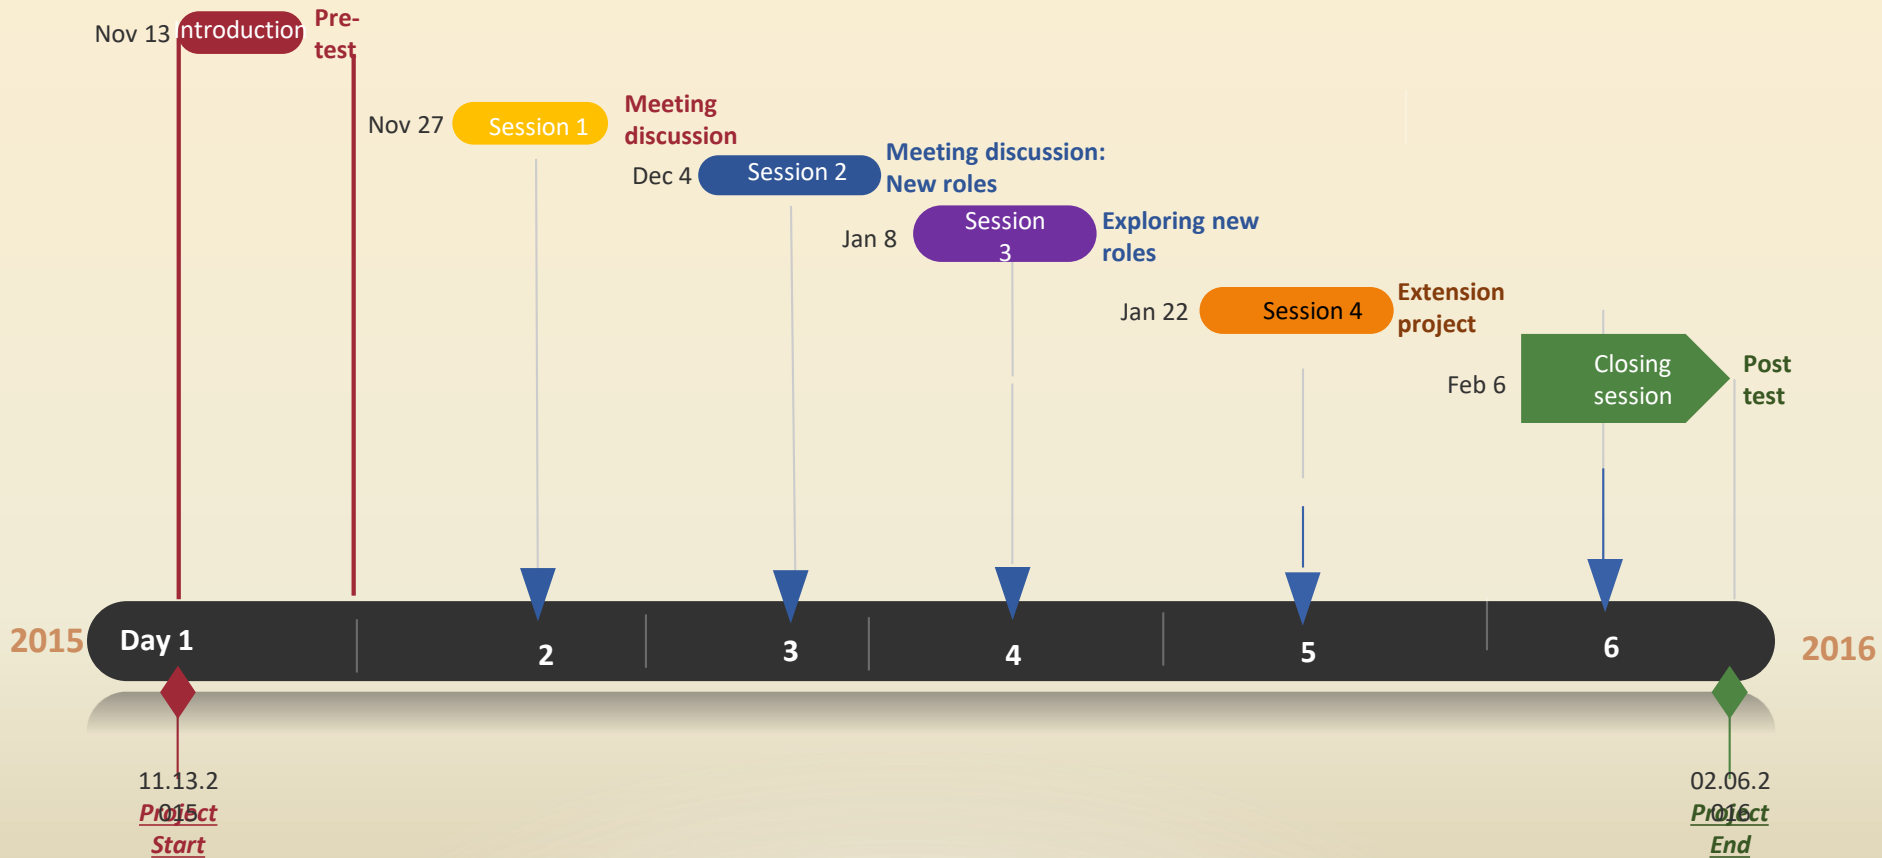 Nov 13
Introduction
Pre-
test
Nov 27
Session 1
Meeting
discussion
Dec 4
Session 2
Meeting discussion:
New roles
Jan 8
Session
3
Exploring new
roles
Jan 22
Session 4
Extension
project
Feb 6
Closing
session
Post
test
2015
Day 1
2
3
4
5
6
2016
11.13.2
015
Project
Start
02.06.2
016
Project
End